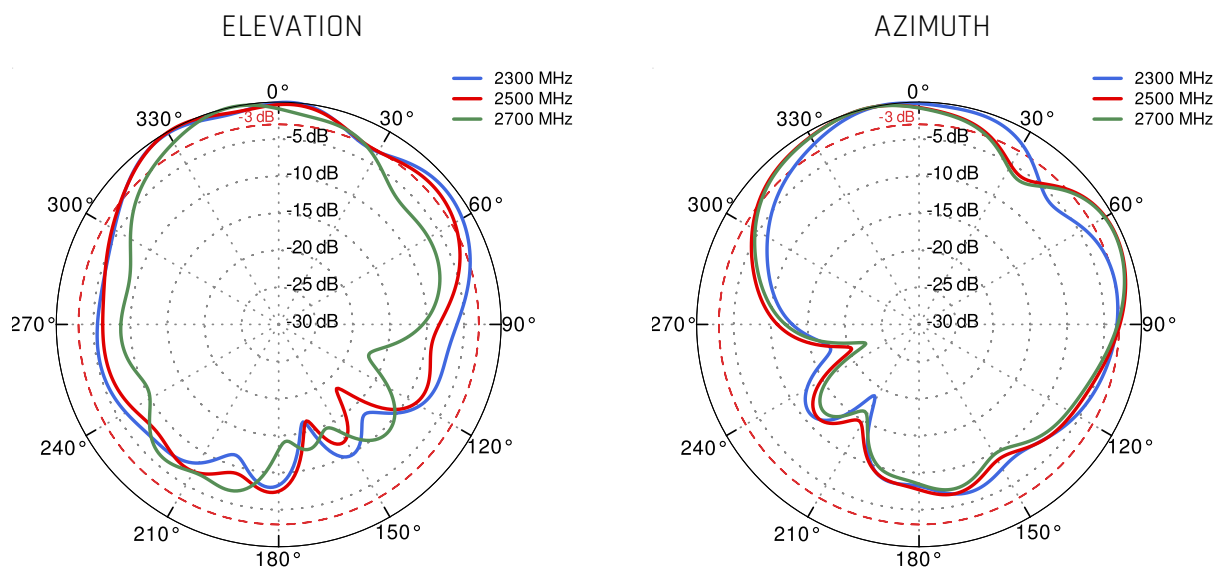 ELEVATION
2300 MHz
2500 MHz
2700 MHz
0°
30°
60°
90°
120°
150°
180°
210°
240°
270°
300°
330°
-3 dB
-5 dB
-10 dB
-15 dB
-20 dB
-25 dB
-30 dB
AZIMUTH
2300 MHz
2500 MHz
2700 MHz
0°
30°
60°
90°
120°
150°
180°
210°
240°
270°
300°
330°
-3 dB
-5 dB
-10 dB
-15 dB
-20 dB
-25 dB
-30 dB